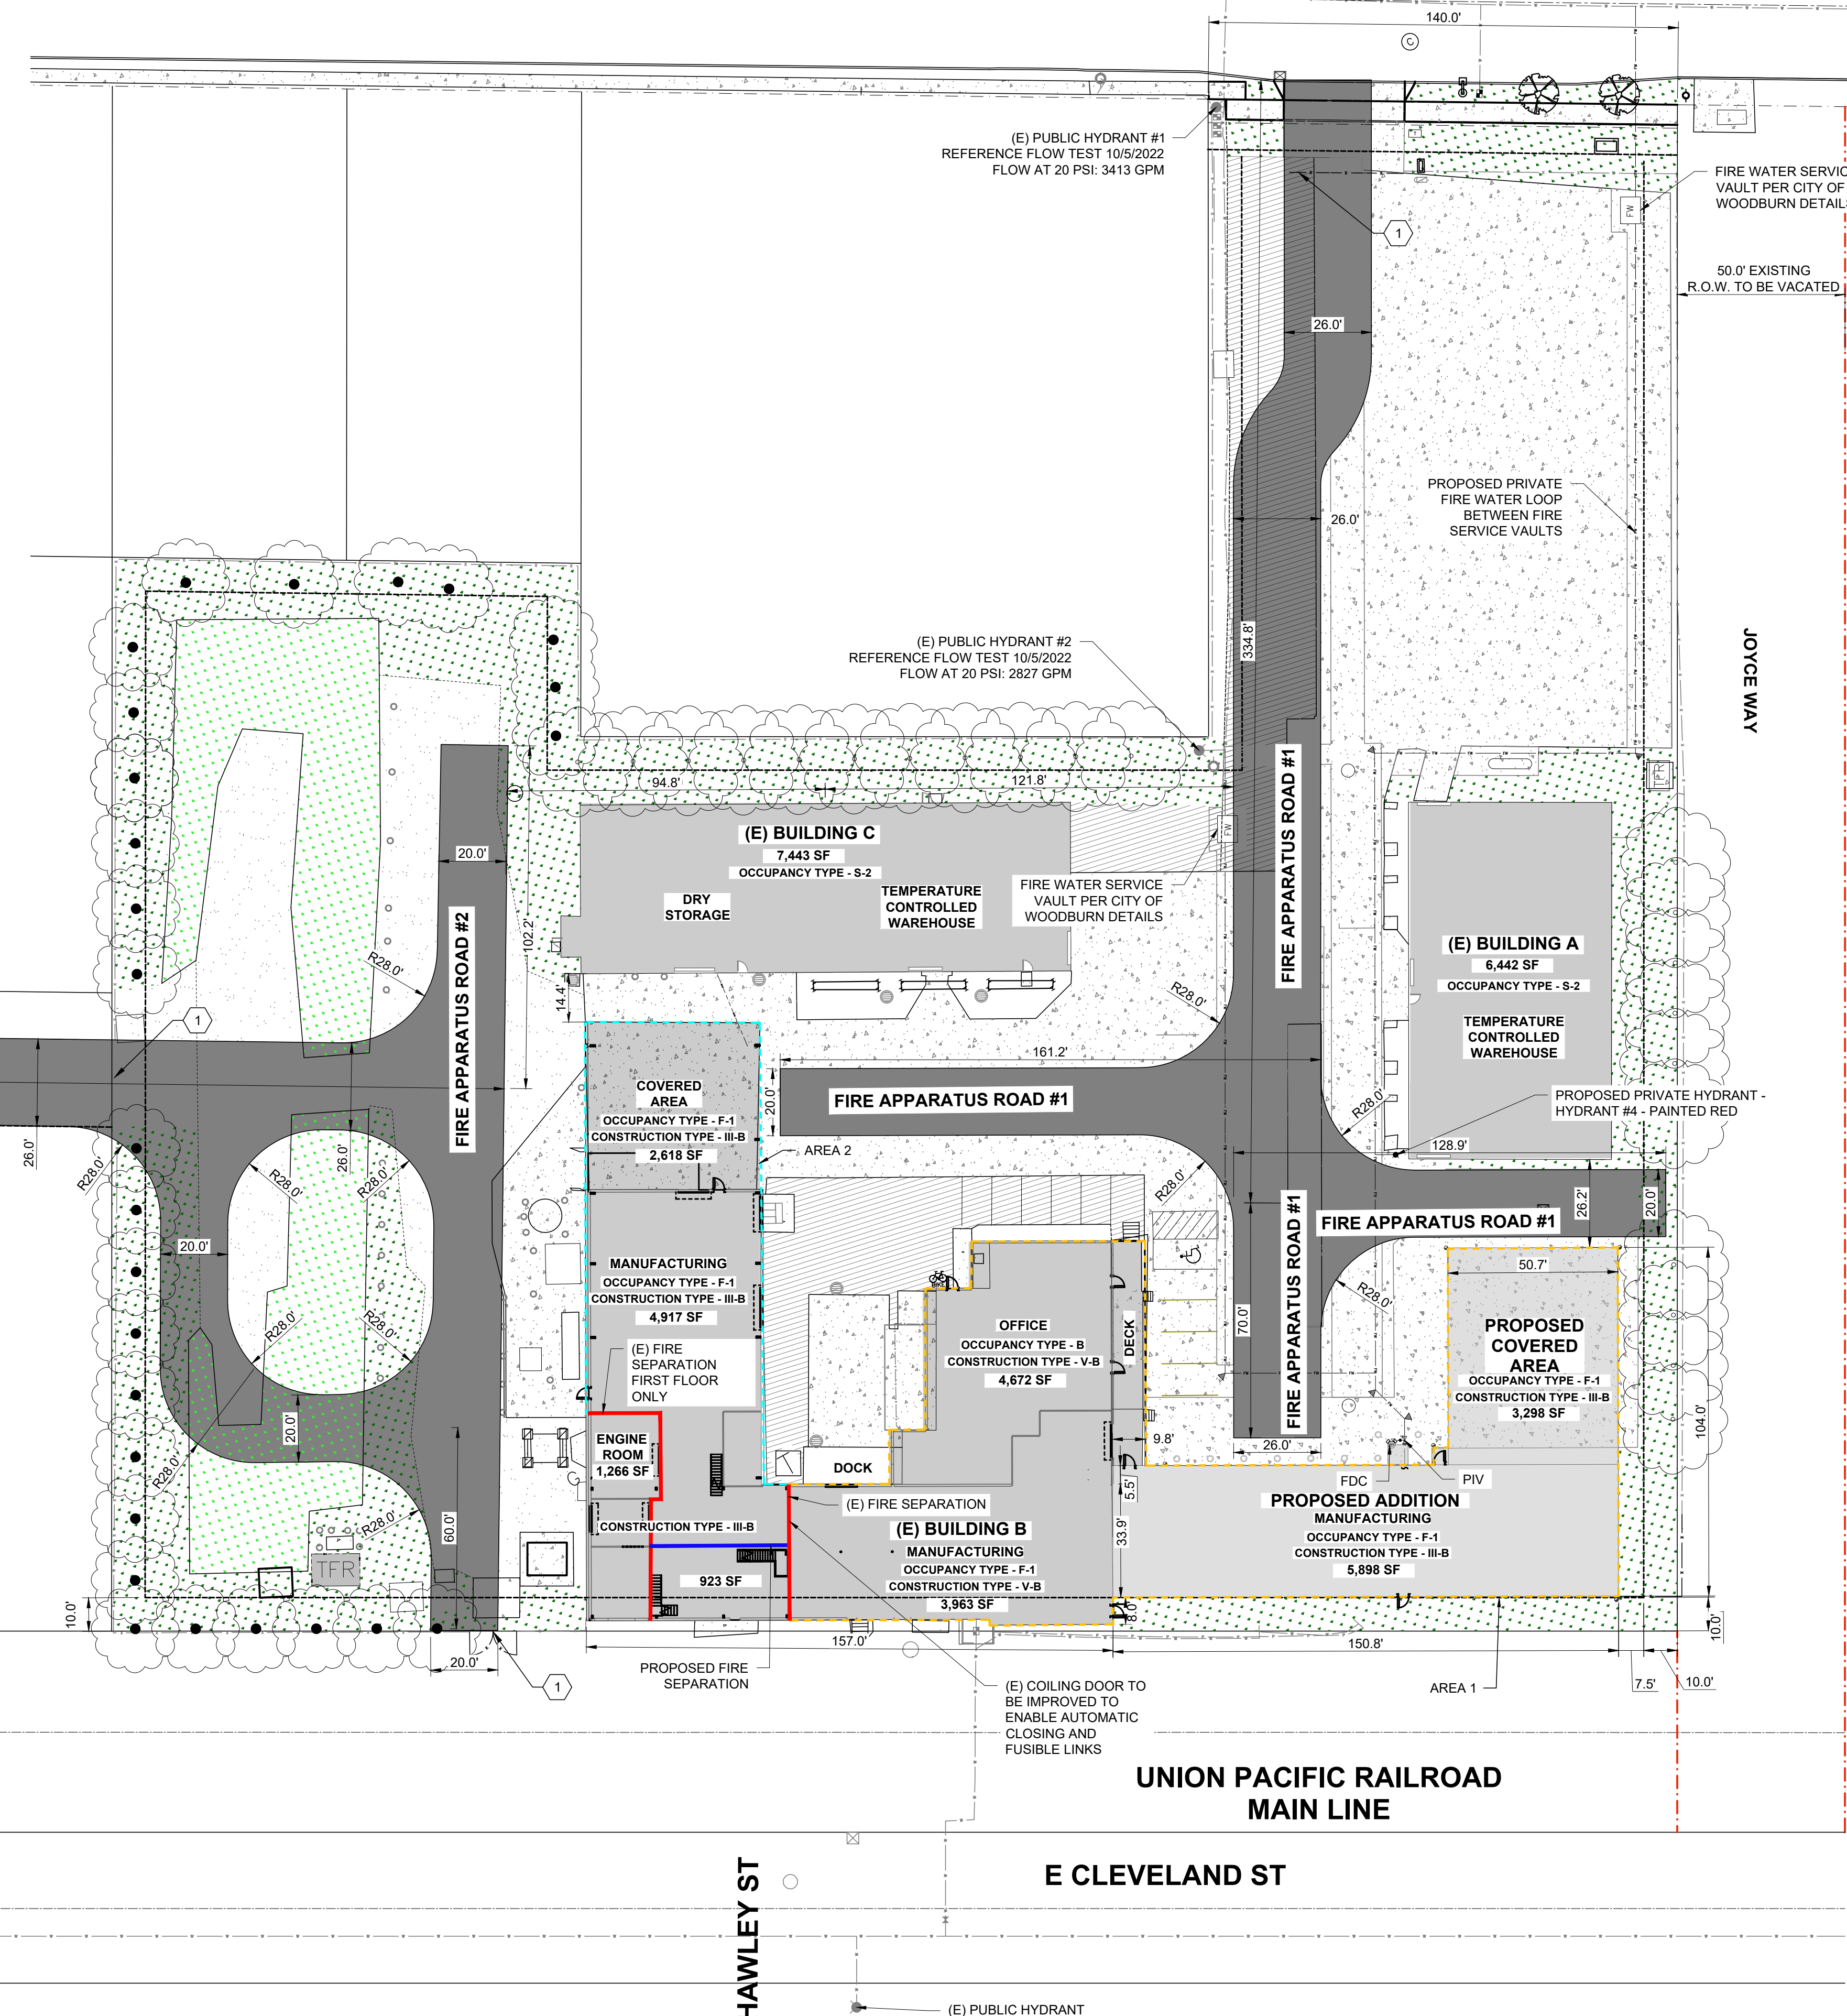 140.0'
C
(E) PUBLIC HYDRANT #1
REFERENCE FLOW TEST 10/5/2022
FLOW AT 20 PSI: 3413 GPM
FIRE WATER SERVIC
VAULT PER CITY OF
WOODBURN DETAIL
FW
1
50.0' EXISTING
R.O.W. TO BE VACATED
26.0'
PROPOSED PRIVATE
FIRE WATER LOOP
BETWEEN FIRE
SERVICE VAULTS
26.0'
334.8'
JOYCE WAY
(E) PUBLIC HYDRANT #2
REFERENCE FLOW TEST 10/5/2022
FLOW AT 20 PSI: 2827 GPM
94.8'
121.8'
TFR
FIRE APPARATUS ROAD #1
(E) BUILDING C
7,443 SF
OCCUPANCY TYPE - S-2
DRY
STORAGE
TEMPERATURE
CONTROLLED
WAREHOUSE
FW
FIRE WATER SERVICE
VAULT PER CITY OF
WOODBURN DETAILS
20.0'
FIRE APPARATUS ROAD #2
102.2'
R28.0'
14.4'
(E) BUILDING A
6,442 SF
OCCUPANCY TYPE - S-2
TEMPERATURE
CONTROLLED
WAREHOUSE
R28.0'
1
161.2'
COVERED
AREA
OCCUPANCY TYPE - F-1
CONSTRUCTION TYPE - III-B
2,618 SF
AREA 2
20.0'
FIRE APPARATUS ROAD #1
R28.0'
PROPOSED PRIVATE HYDRANT -
HYDRANT #4 - PAINTED RED
128.9'
26.0'
26.0'
R28.0'
R28.0'
R28.0'
R28.0'
26.2'
20.0'
FIRE APPARATUS ROAD #1
FIRE APPARATUS ROAD #1
20.0'
MANUFACTURING
OCCUPANCY TYPE - F-1
CONSTRUCTION TYPE - III-B
4,917 SF
(E) FIRE
SEPARATION
FIRST FLOOR
ONLY
BIKE
OFFICE
OCCUPANCY TYPE - B
CONSTRUCTION TYPE - V-B
4,672 SF
DECK
70.0'
R28.0'
50.7'
PROPOSED
COVERED
AREA
OCCUPANCY TYPE - F-1
CONSTRUCTION TYPE - III-B
3,298 SF
104.0'
R28.0'
R28.0'
20.0'
R28.0'
ENGINE
ROOM
1,266 SF
DOCK
9.8'
26.0'
5.5'
FDC
PIV
R28.0'
60.0'
TFR
CONSTRUCTION TYPE - III-B
923 SF
(E) FIRE SEPARATION
(E) BUILDING B
MANUFACTURING
OCCUPANCY TYPE - F-1
CONSTRUCTION TYPE - V-B
3,963 SF
33.9'
8.0'
PROPOSED ADDITION
MANUFACTURING
OCCUPANCY TYPE - F-1
CONSTRUCTION TYPE - III-B
5,898 SF
10.0'
10.0'
20.0'
1
157.0'
150.8'
7.5'
10.0'
PROPOSED FIRE
SEPARATION
(E) COILING DOOR TO
BE IMPROVED TO
ENABLE AUTOMATIC
CLOSING AND
FUSIBLE LINKS
AREA 1
UNION PACIFIC RAILROAD
MAIN LINE
E CLEVELAND ST
HAWLEY ST
(E) PUBLIC HYDRANT